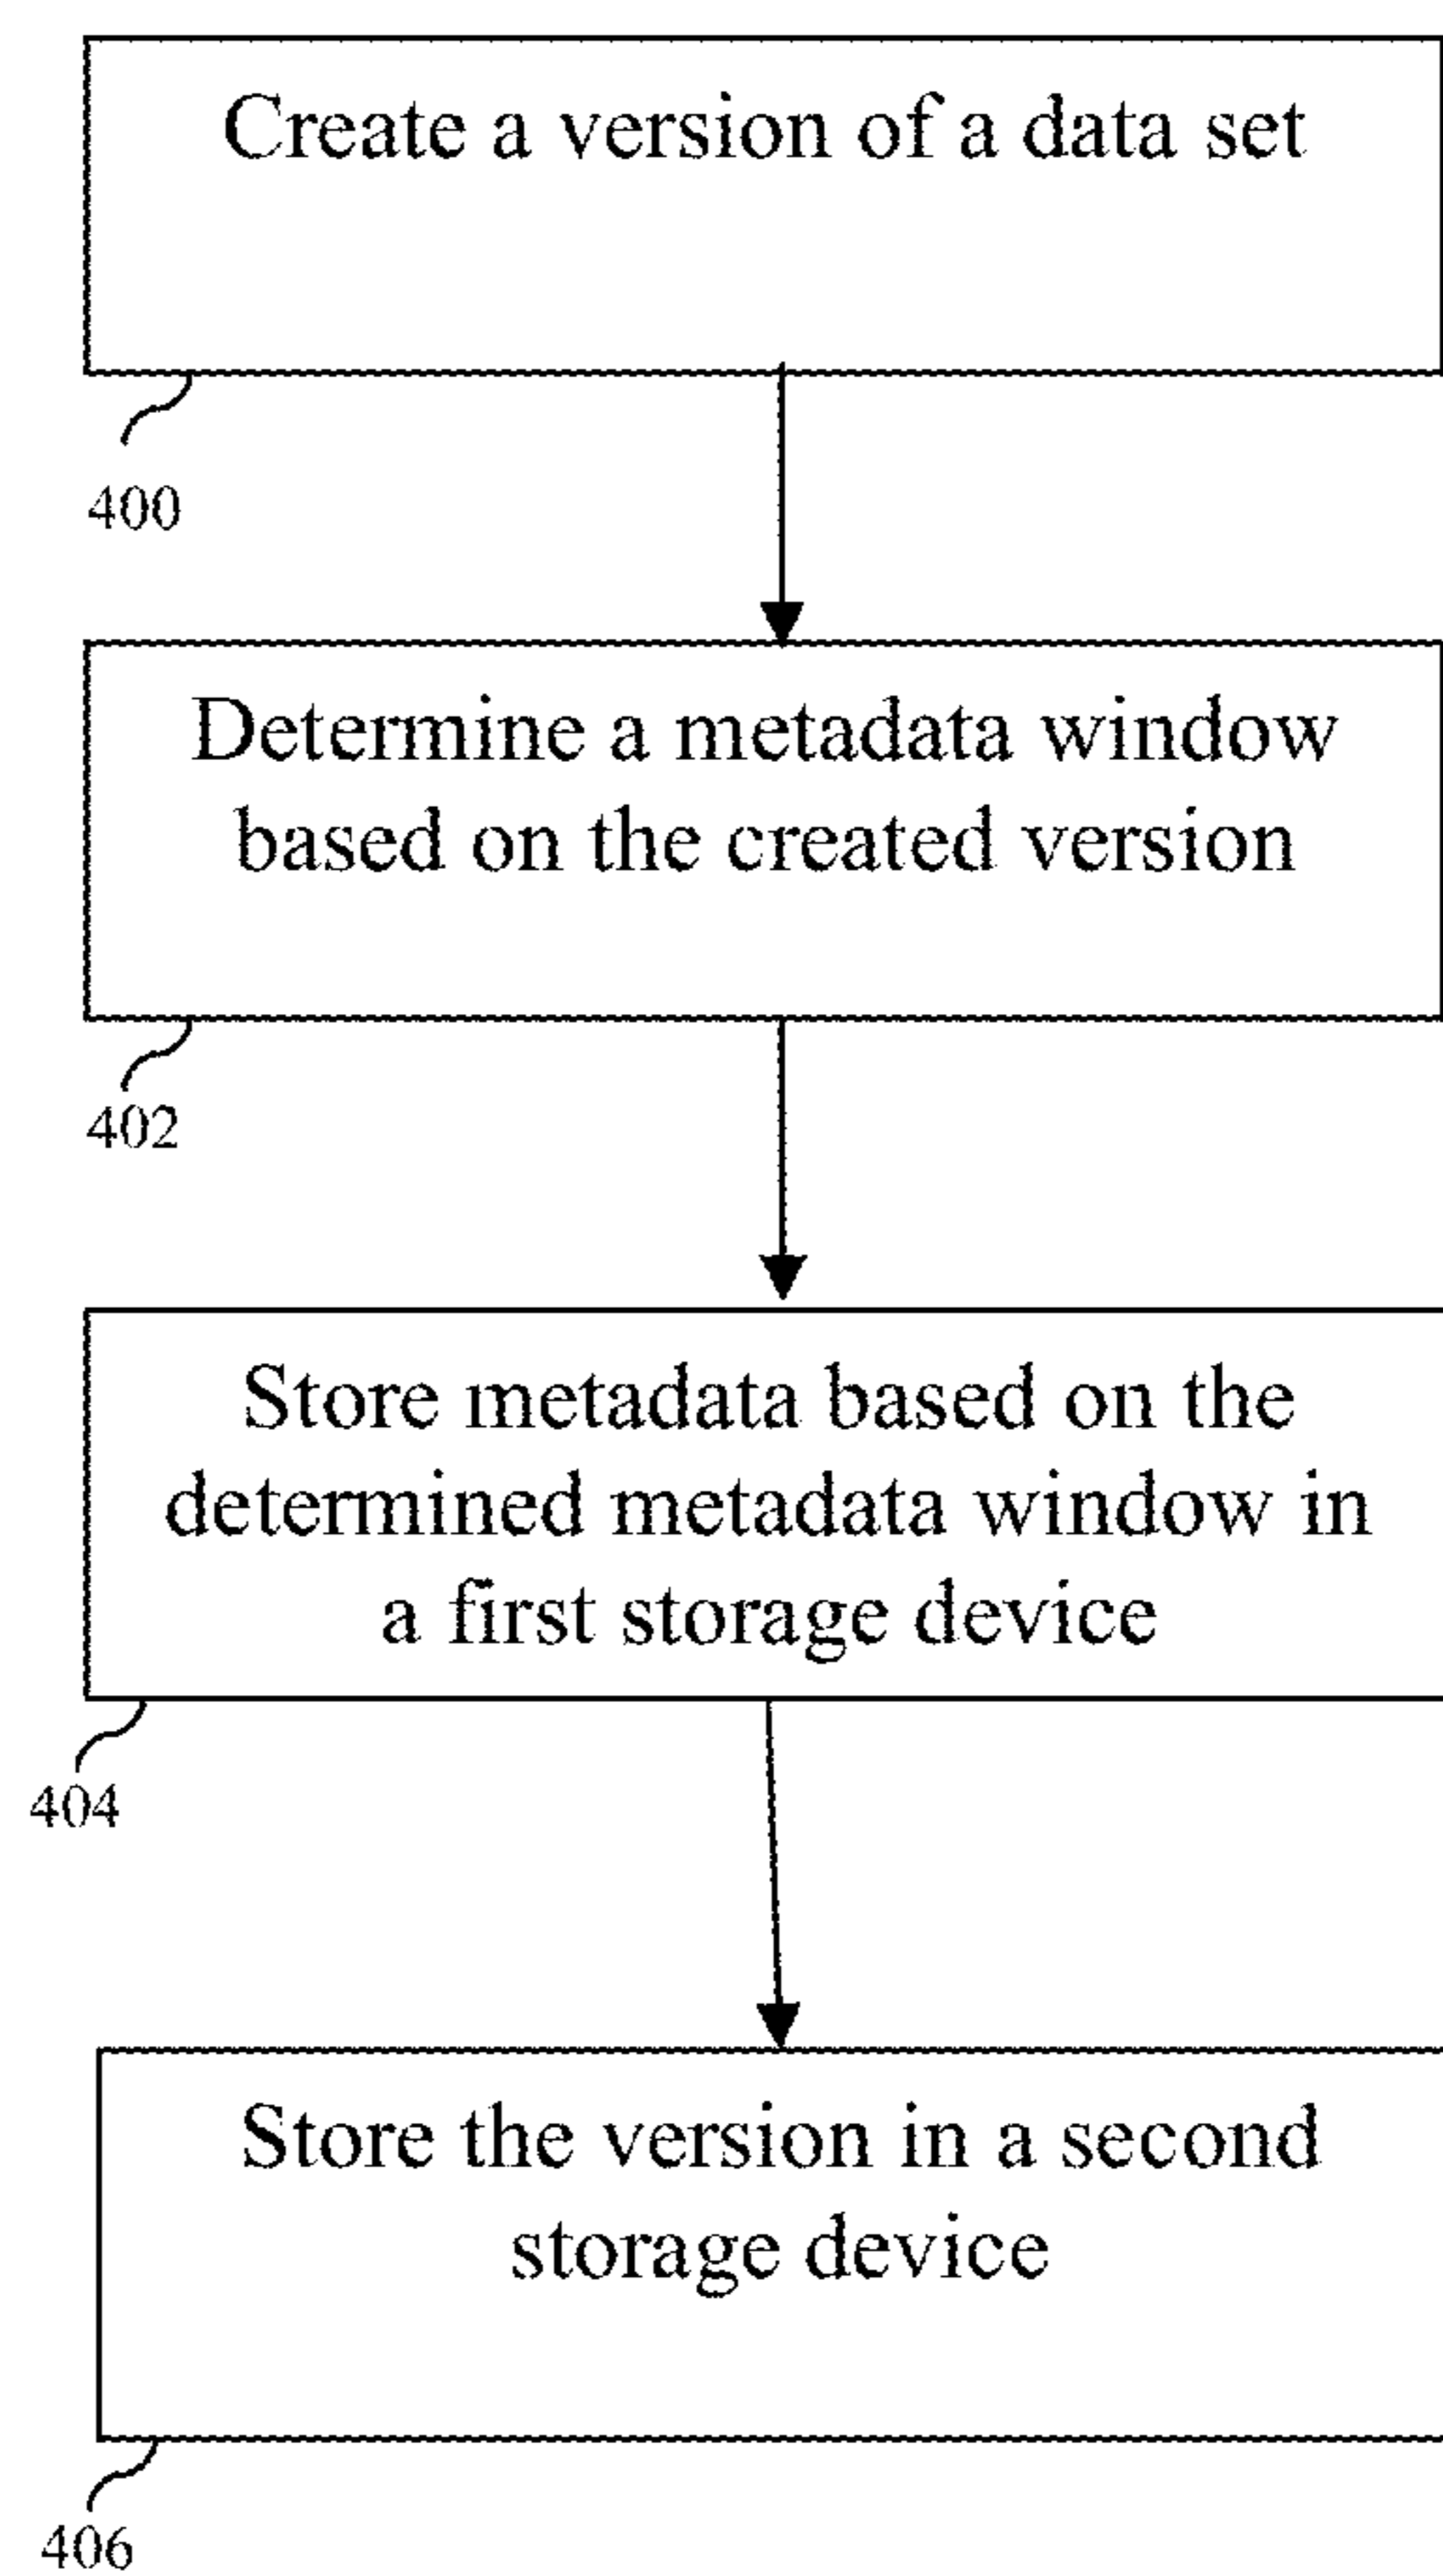 Create a version of a data set
400
Determine a metadata window
based on the created version
402
Store metadata based on the
determined metadata window in
a first storage device
404
Store the version in a second
storage device
406